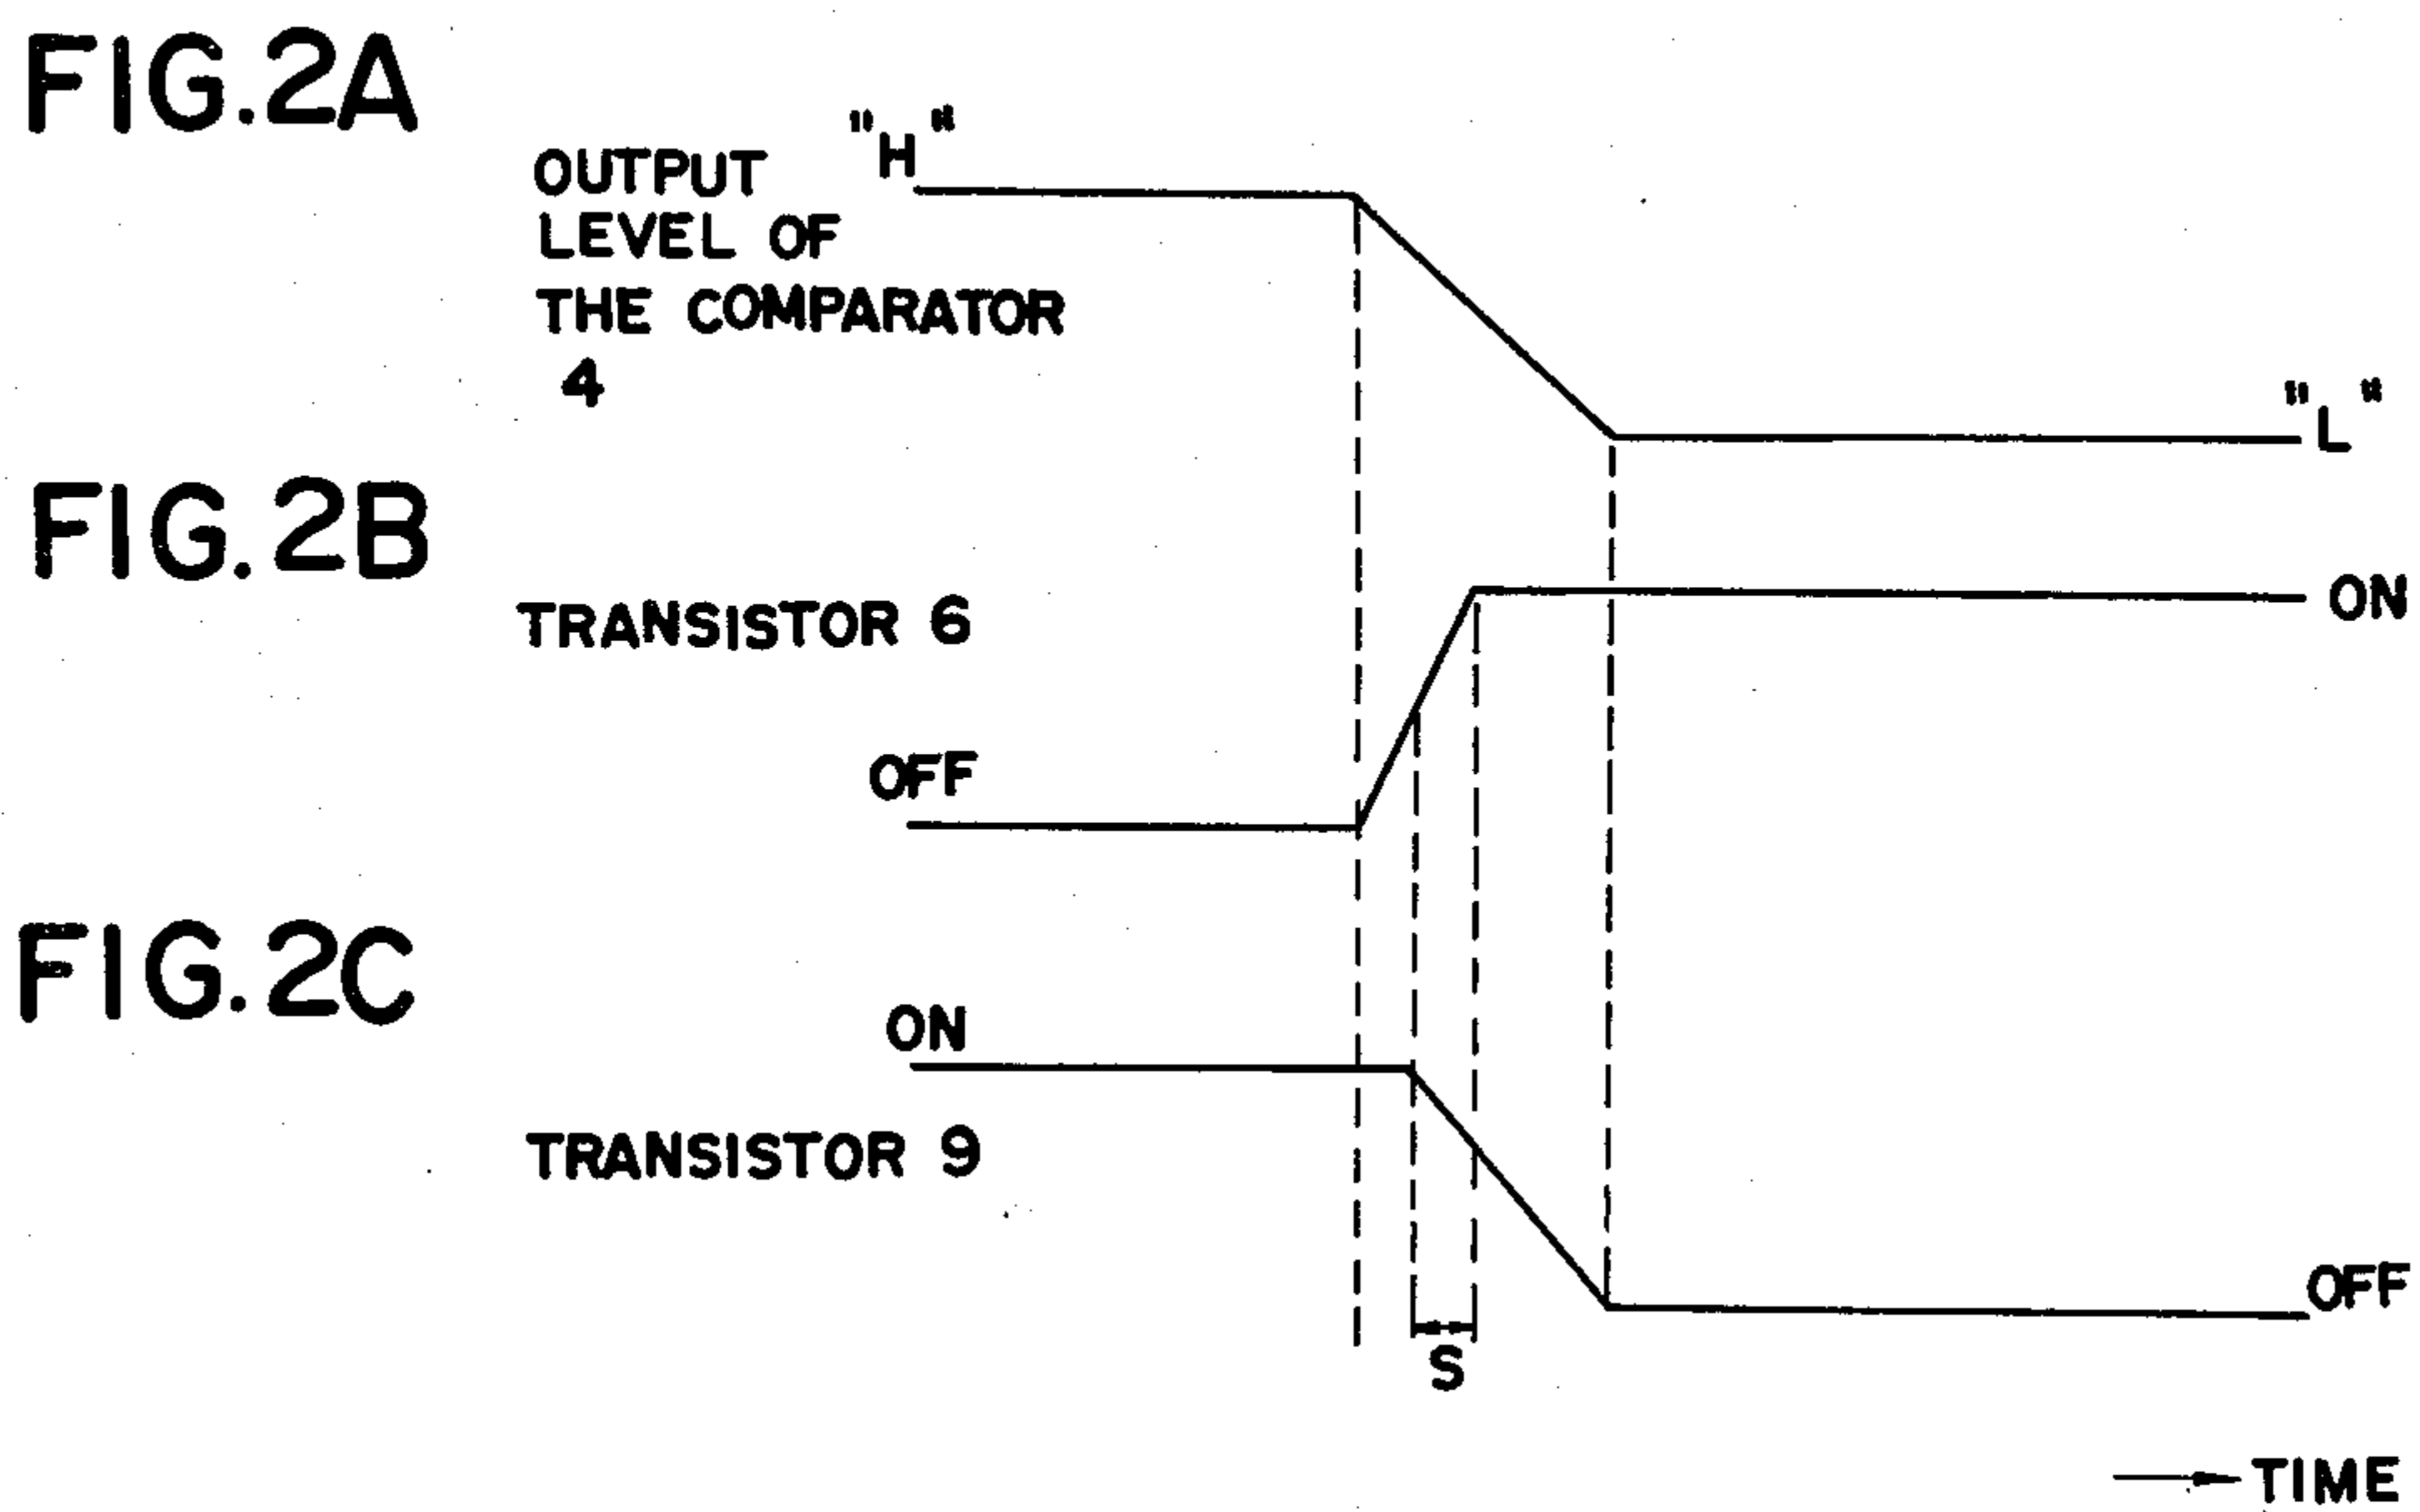 FIG.2A
OUTPUT
LEVEL OF
THE COMPARATOR
4
"H"
"L"
FIG.2B
TRANSISTOR 6
OFF
ON
FIG.2C
ON
TRANSISTOR 9
OFF
S
TIME